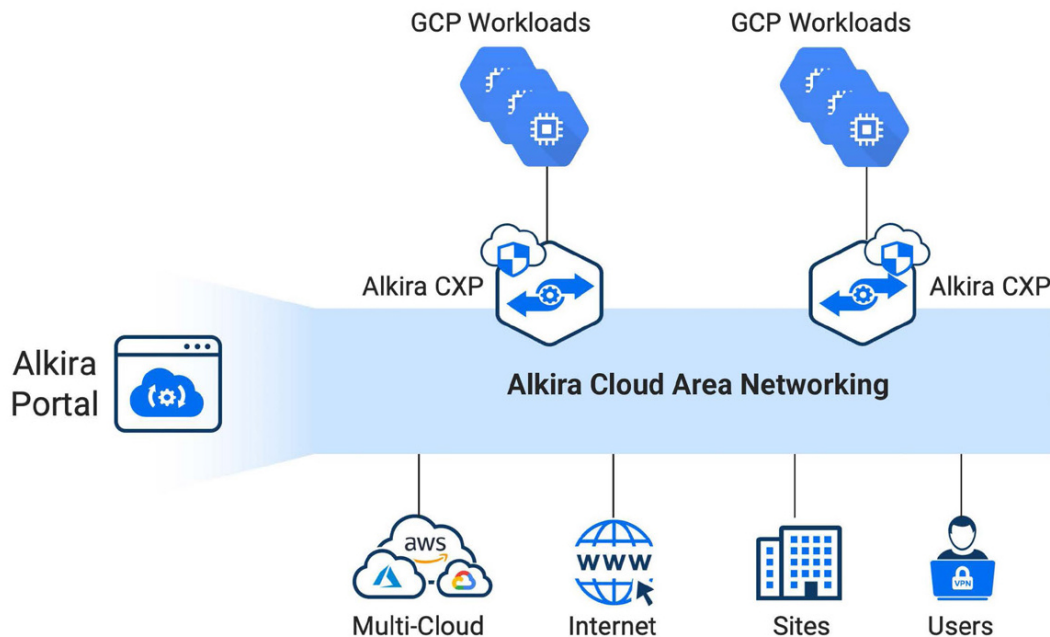 GCP Workloads
GCP Workloads
Alkira CXP
Alkira CXP
Alkira
Portal
Alkira Cloud Area Networking
aws
www
VPN
Multi-Cloud
Internet
Sites
Users